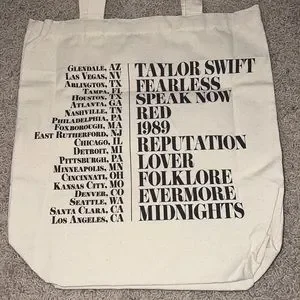 GLENDALE, AZ
LAS VEGAS, NV
ARLINGTON, TX
TAMPA, FL
HOUSTON, TX
ATLANTA, GA
NASHVILLE, TN
PHILADELPHIA, PA
FOXBOROUGH, MA
EAST RUTHERFORD, NJ
CHICAGO, IL
DETROIT, MI
PITTSBURGH, PA
MINNEAPOLIS, MN
CINCINNATI, OH
KANSAS CITY, MO
DENVER, CO
SEATTLE, WA
SANTA CLARA, CA
LOS ANGELES, CA
TAYLOR SWIFT
FEARLESS
SPEAK NOW
RED
1989
REPUTATION
LOVER
FOLKLORE
EVERMORE
MIDNIGHTS